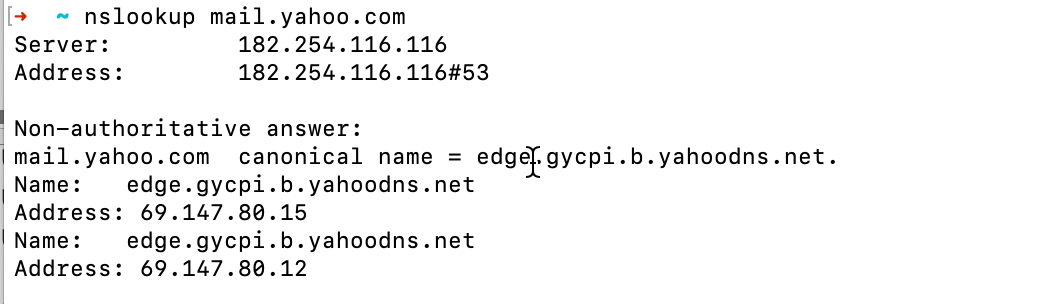 [➜  ~ nslookup mail.yahoo.com
Server:         182.254.116.116
Address:        182.254.116.116#53

Non-authoritative answer:
mail.yahoo.com  canonical name = edge.gycpi.b.yahoodns.net.
Name:   edge.gycpi.b.yahoodns.net
Address: 69.147.80.15
Name:   edge.gycpi.b.yahoodns.net
Address: 69.147.80.12